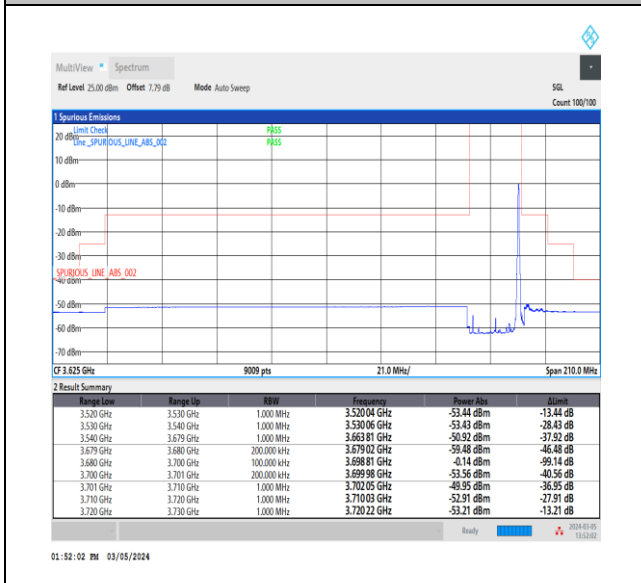 MultiView Spectrum
Ref Level 25.00 dBm Offset 7.79 dB Mode Auto Sweep SGL
Count 100/100
1 Spurious Emissions
Limit Check PASS
20 dBm
Line _SPURIOUS_LINE_ABS_002 PASS
10 dBm
0 dBm
-10 dBm
-20 dBm
-30 dBm
SPURIOUS_LINE_ABS_002
-40 dBm
-50 dBm
-60 dBm
-70 dBm
CF 3.625 GHz 9009 pts 21.0 MHz/ Span 210.0 MHz
2 Result Summary
Range Low Range Up RBW Frequency Power Abs ΔLimit
3.520 GHz 3.530 GHz 1.000 MHz 3.52004 GHz -53.44 dBm -13.44 dB
3.530 GHz 3.540 GHz 1.000 MHz 3.53006 GHz -53.43 dBm -28.43 dB
3.540 GHz 3.679 GHz 1.000 MHz 3.66381 GHz -50.92 dBm -37.92 dB
3.679 GHz 3.680 GHz 200.000 kHz 3.67902 GHz -59.48 dBm -46.48 dB
3.680 GHz 3.700 GHz 100.000 kHz 3.69881 GHz -0.14 dBm -99.14 dB
3.700 GHz 3.701 GHz 200.000 kHz 3.69998 GHz -53.56 dBm -40.56 dB
3.701 GHz 3.710 GHz 1.000 MHz 3.70205 GHz -49.95 dBm -36.95 dB
3.710 GHz 3.720 GHz 1.000 MHz 3.71003 GHz -52.91 dBm -27.91 dB
3.720 GHz 3.730 GHz 1.000 MHz 3.72022 GHz -53.21 dBm -13.21 dB
Ready 2024-03-05
13:52:02
01:52:02 PM 03/05/2024